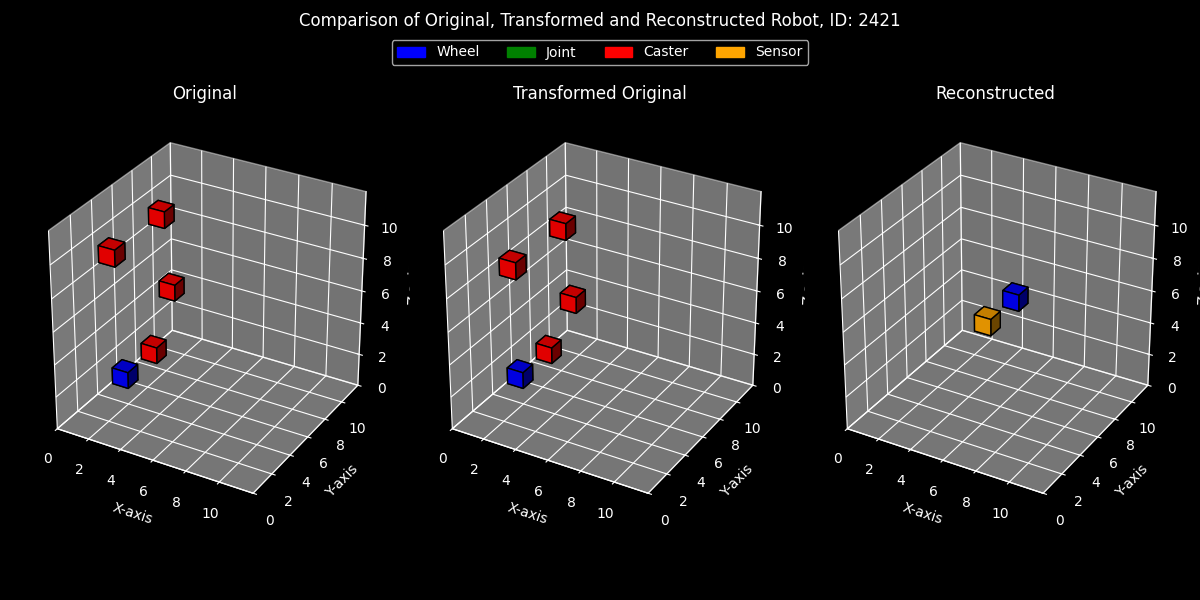 Comparison of Original, Transformed and Reconstructed Robot, ID: 2421
Wheel Joint Caster Sensor
Original
Transformed Original
Reconstructed
0 2 4 6 8 10
X-axis
0 2 4 6 8 10
Y-axis
0 2 4 6 8 10
0 2 4 6 8 10
X-axis
0 2 4 6 8 10
Y-axis
0 2 4 6 8 10
0 2 4 6 8 10
X-axis
0 2 4 6 8 10
Y-axis
0 2 4 6 8 10